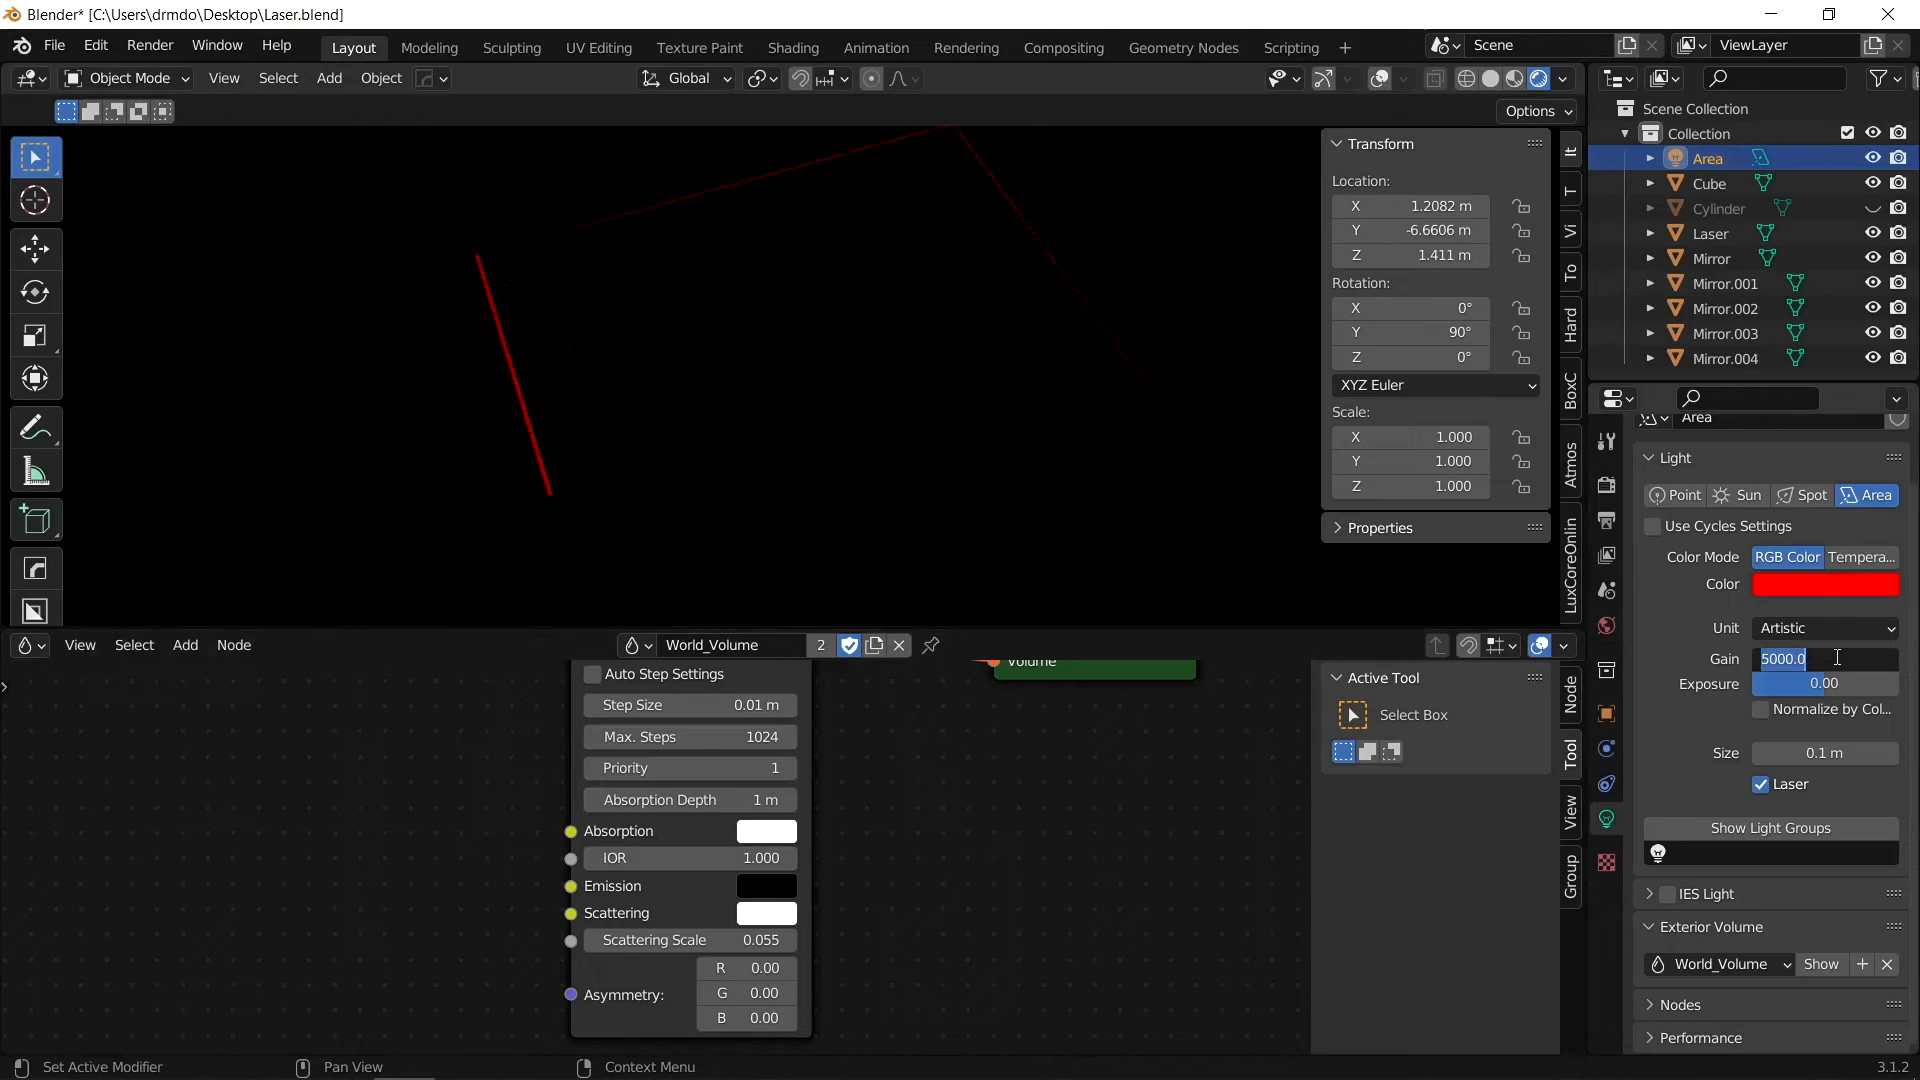 Blender* [C:\Users\drmdo\Desktop\Laser.blend]
File Edit Render Window Help Layout Modeling Sculpting UV Editing Texture Paint Shading Animation Rendering Compositing Geometry Nodes Scripting + Scene ViewLayer
Object Mode View Select Add Object Global
Options
Scene Collection
Collection
Area
Cube
Cylinder
Laser
Mirror
Mirror.001
Mirror.002
Mirror.003
Mirror.004
Transform
Location:
X 1.2082 m
Y -6.6606 m
Z 1.411 m
Rotation:
X 0°
Y 90°
Z 0°
XYZ Euler
Scale:
X 1.000
Y 1.000
Z 1.000
Properties
It
T
Vi
To
Hard
BoxC
Atmos
LuxCoreOnlin
Area
Light
Point Sun Spot Area
Use Cycles Settings
Color Mode RGB Color Tempera...
Color
Unit Artistic
Gain 5000.0
Exposure 0.00
Normalize by Col...
Size 0.1 m
Laser
Show Light Groups
IES Light
Exterior Volume
World_Volume Show
Nodes
Performance
View Select Add Node World_Volume 2
Volume
Auto Step Settings
Step Size 0.01 m
Max. Steps 1024
Priority 1
Absorption Depth 1 m
Absorption
IOR 1.000
Emission
Scattering
Scattering Scale 0.055
R 0.00
Asymmetry: G 0.00
B 0.00
Active Tool
Select Box
Node
Tool
View
Group
Set Active Modifier Pan View Context Menu 3.1.2